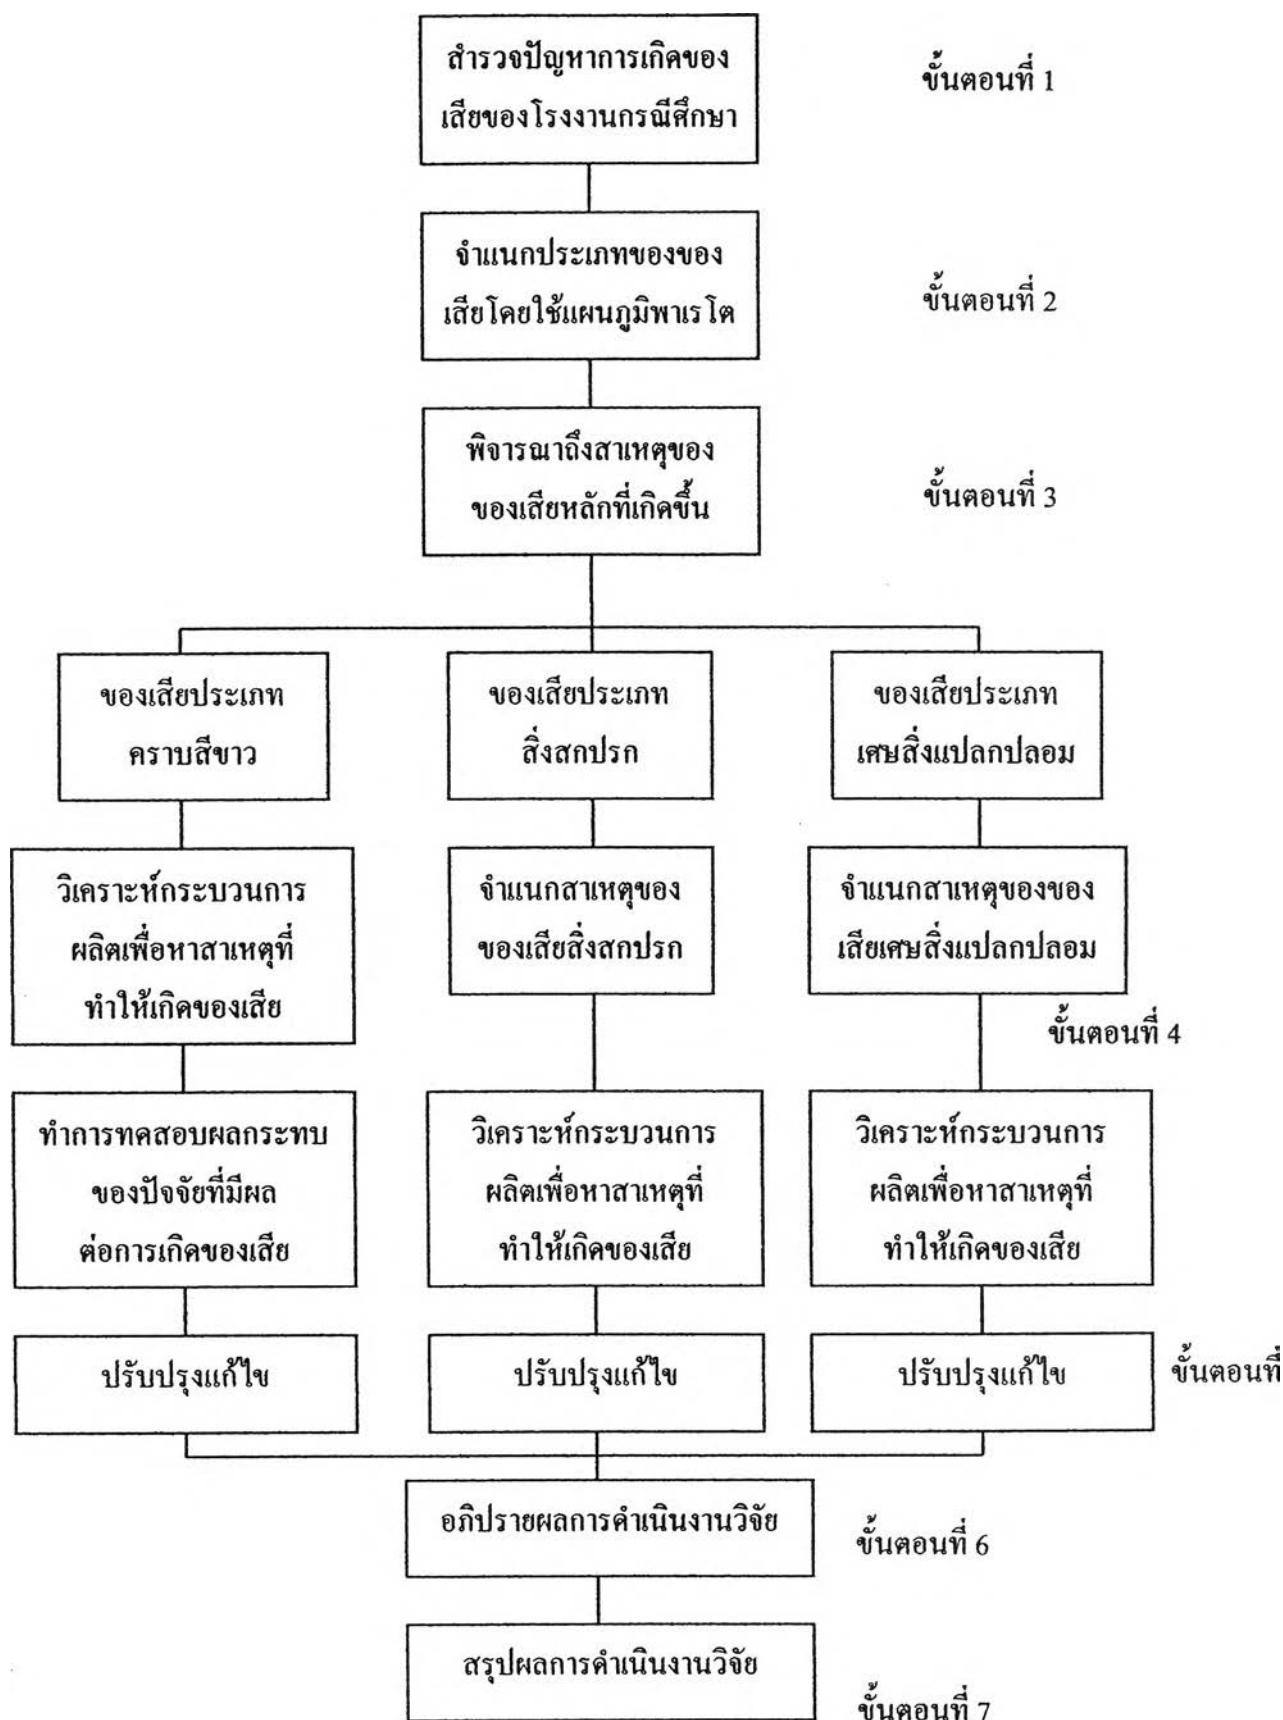 สำรวจปัญหาการเกิดของ
เสียของโรงงานกรณีศึกษา
ขั้นตอนที่ 1
จำแนกประเภทของของ
เสียโดยใช้แผนภูมิพาเรโต
ขั้นตอนที่ 2
พิจารณาถึงสาเหตุของ
ของเสียหลักที่เกิดขึ้น
ขั้นตอนที่ 3
ของเสียประเภท
คราบสีขาว
ของเสียประเภท
สิ่งสกปรก
ของเสียประเภท
เศษสิ่งแปลกปลอม
วิเคราะห์กระบวนการ
ผลิตเพื่อหาสาเหตุที่
ทำให้เกิดของเสีย
จำแนกสาเหตุของ
ของเสียสิ่งสกปรก
จำแนกสาเหตุของของ
เสียเศษสิ่งแปลกปลอม
ขั้นตอนที่ 4
ทำการทดสอบผลกระทบ
ของปัจจัยที่มีผล
ต่อการเกิดของเสีย
วิเคราะห์กระบวนการ
ผลิตเพื่อหาสาเหตุที่
ทำให้เกิดของเสีย
วิเคราะห์กระบวนการ
ผลิตเพื่อหาสาเหตุที่
ทำให้เกิดของเสีย
ปรับปรุงแก้ไข
ปรับปรุงแก้ไข
ปรับปรุงแก้ไข
ขั้นตอนที่
อภิปรายผลการดำเนินงานวิจัย
ขั้นตอนที่ 6
สรุปผลการดำเนินงานวิจัย
ขั้นตอนที่ 7